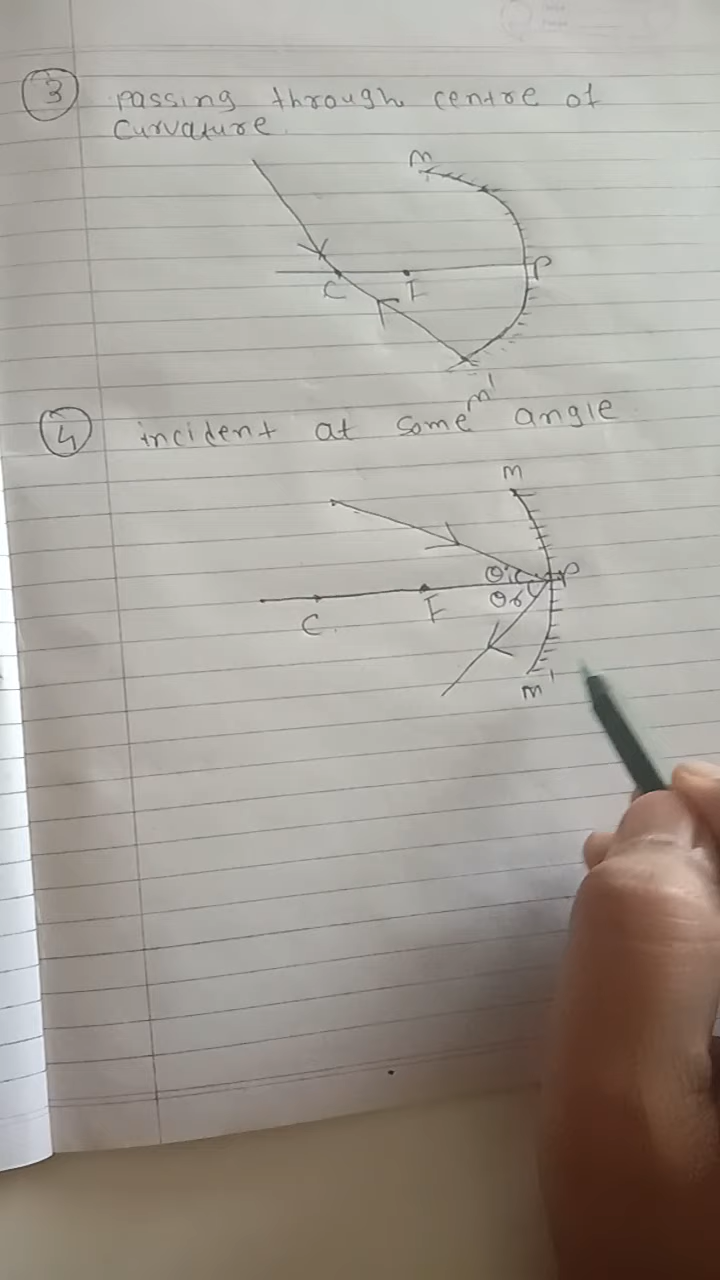 3 passing through centre of
curvature.
M
P
C F
M'
4 incident at some angle
M
θi P
θr
C F
M'